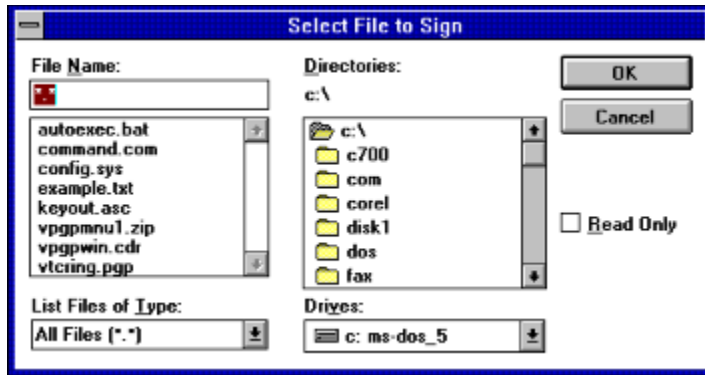 Select File to Sign
File Name:
*.*
autoexec.bat
command.com
config.sys
example.txt
keyout.asc
vpgpmnu1.zip
vpgpwin.cdr
vtcring.pgp
List Files of Type:
All Files (*.*)
Directories:
c:\
c:\
c700
com
corel
disk1
dos
fax
Drives:
c: ms-dos_5
OK
Cancel
Read Only